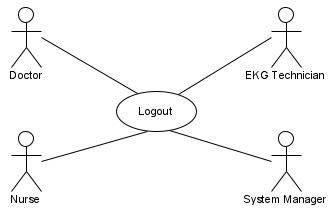 Doctor
EKG Technician
Logout
Nurse
System Manager